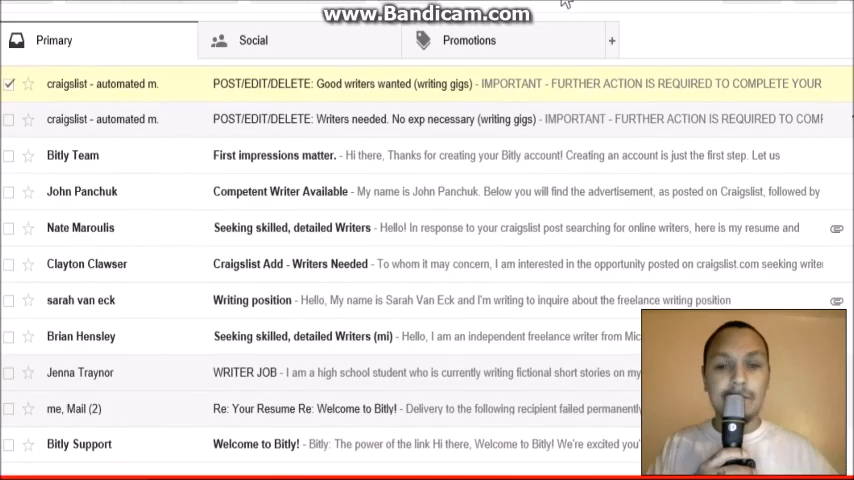 www.Bandicam.com
Primary Social Promotions +
craigslist - automated m. POST/EDIT/DELETE: Good writers wanted (writing gigs) - IMPORTANT - FURTHER ACTION IS REQUIRED TO COMPLETE YOUR
craigslist - automated m. POST/EDIT/DELETE: Writers needed. No exp necessary (writing gigs) - IMPORTANT - FURTHER ACTION IS REQUIRED TO COMP
Bitly Team First impressions matter. - Hi there, Thanks for creating your Bitly account! Creating an account is just the first step. Let us
John Panchuk Competent Writer Available - My name is John Panchuk. Below you will find the advertisement, as posted on Craigslist, followed by
Nate Maroulis Seeking skilled, detailed Writers - Hello! In response to your craigslist post searching for online writers, here is my resume and
Clayton Clawser Craigslist Add - Writers Needed - To whom it may concern, I am interested in the opportunity posted on craigslist.com seeking write
sarah van eck Writing position - Hello, My name is Sarah Van Eck and I'm writing to inquire about the freelance writing position
Brian Hensley Seeking skilled, detailed Writers (mi) - Hello, I am an independent freelance writer from Mic
Jenna Traynor WRITER JOB - I am a high school student who is currently writing fictional short stories on my
me, Mail (2) Re: Your Resume Re: Welcome to Bitly! - Delivery to the following recipient failed permanently
Bitly Support Welcome to Bitly! - Bitly: The power of the link Hi there, Welcome to Bitly! We're excited you'